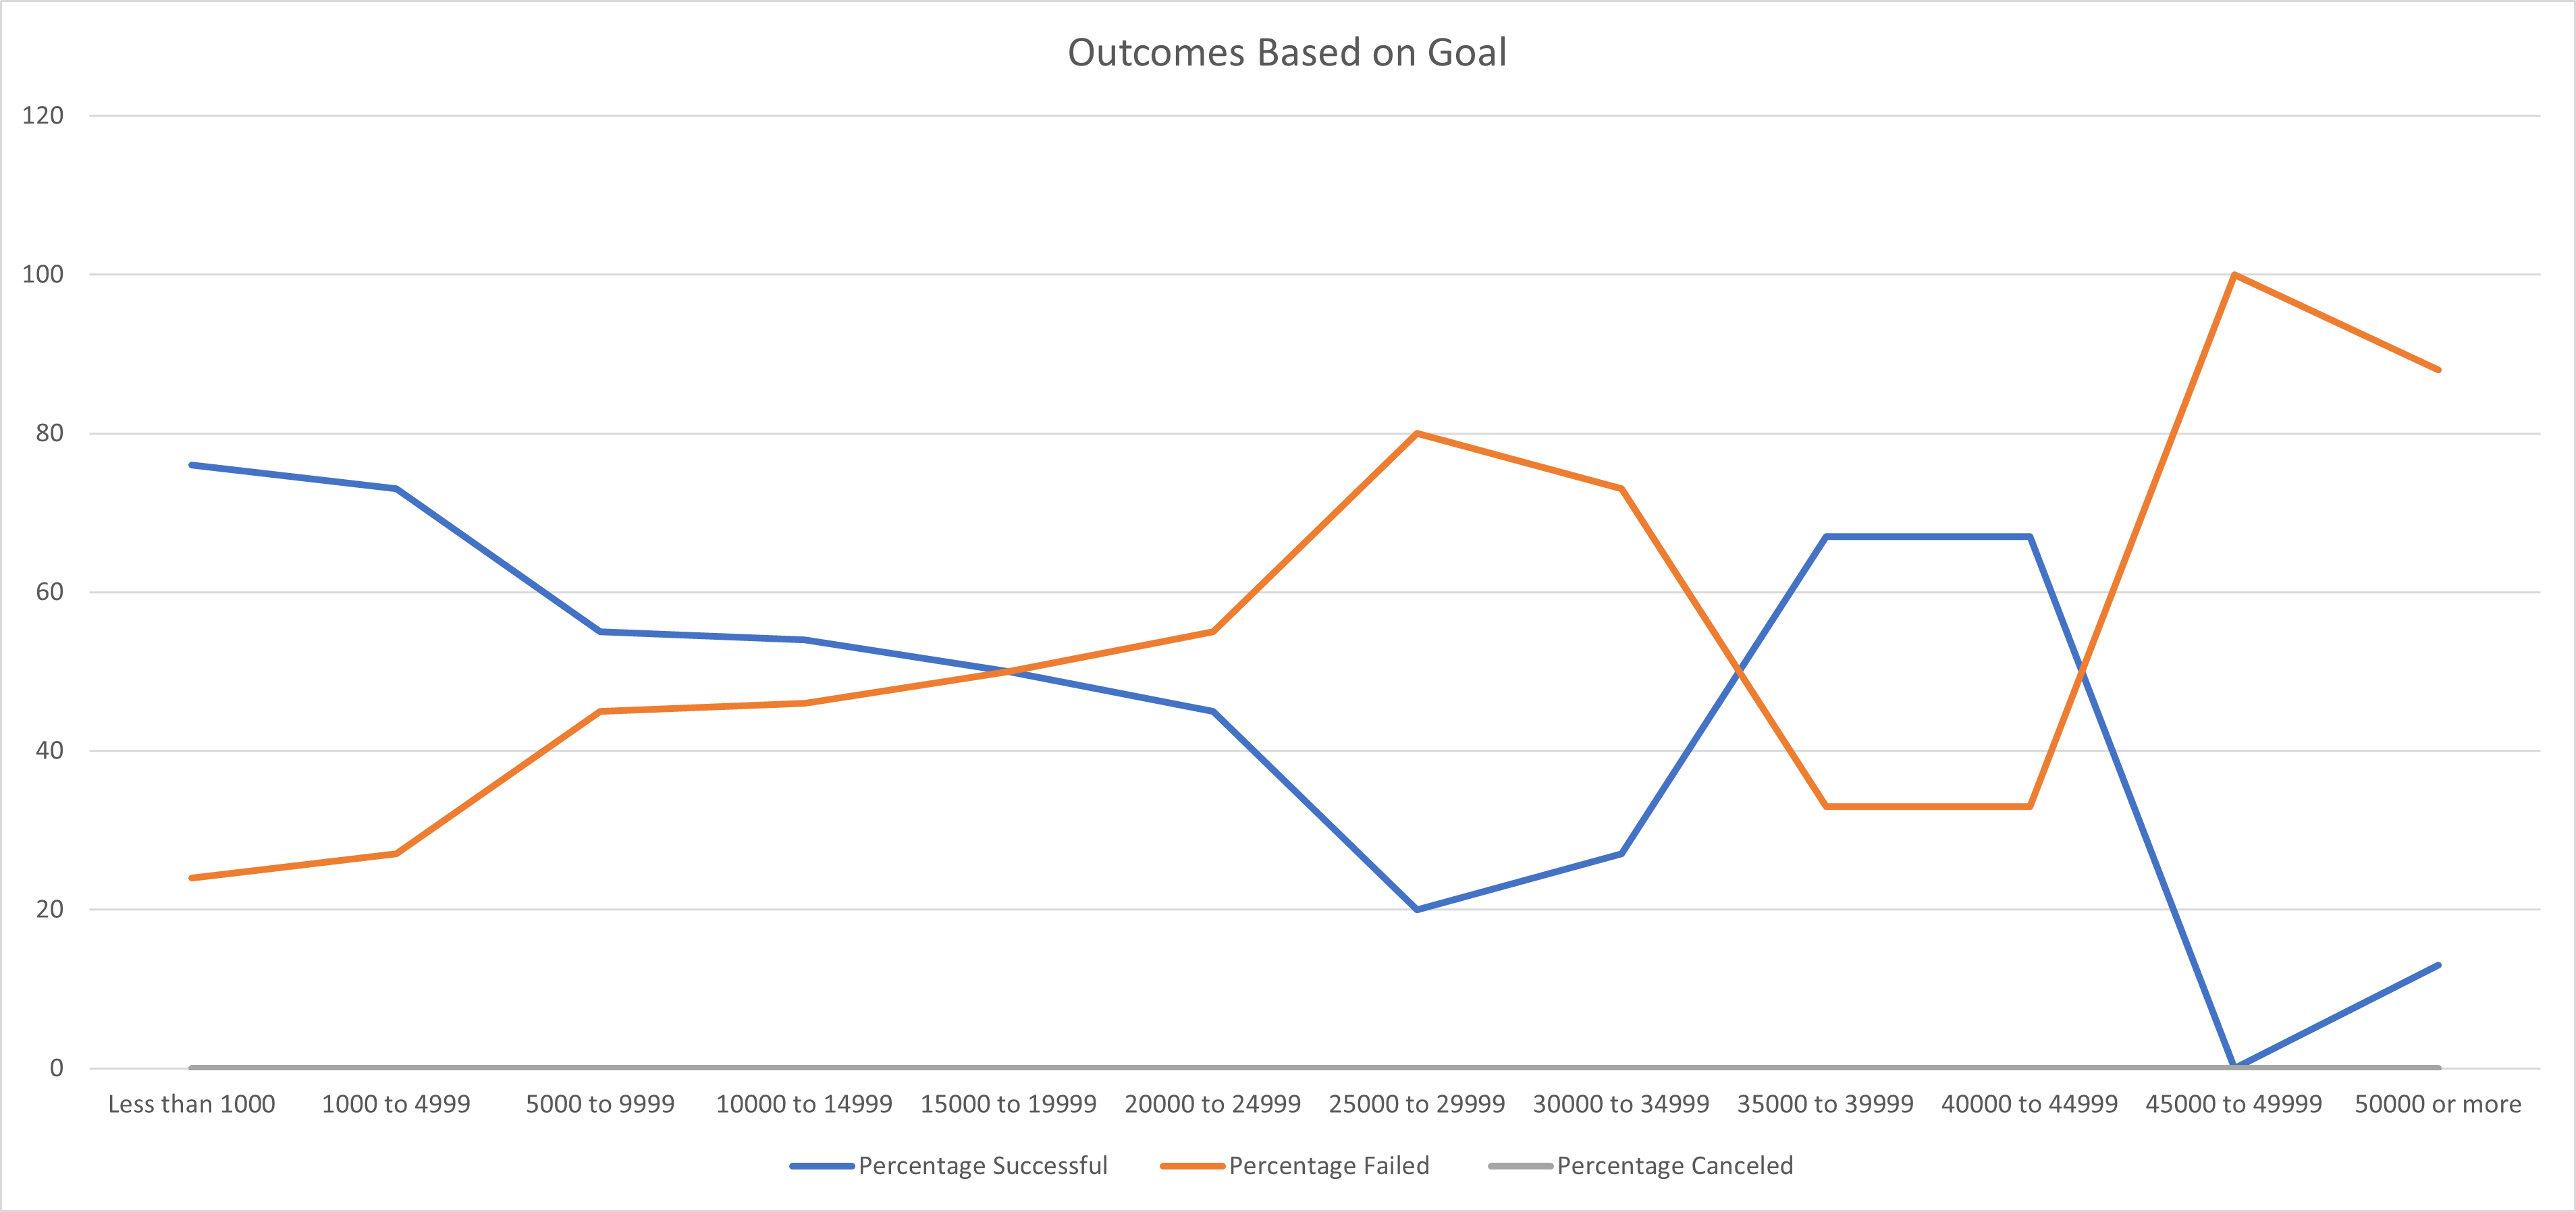 Outcomes Based on Goal
120
100
80
60
40
20
0
Less than 1000 1000 to 4999 5000 to 9999 10000 to 14999 15000 to 19999 20000 to 24999 25000 to 29999 30000 to 34999 35000 to 39999 40000 to 44999 45000 to 49999 50000 or more
Percentage Successful Percentage Failed Percentage Canceled